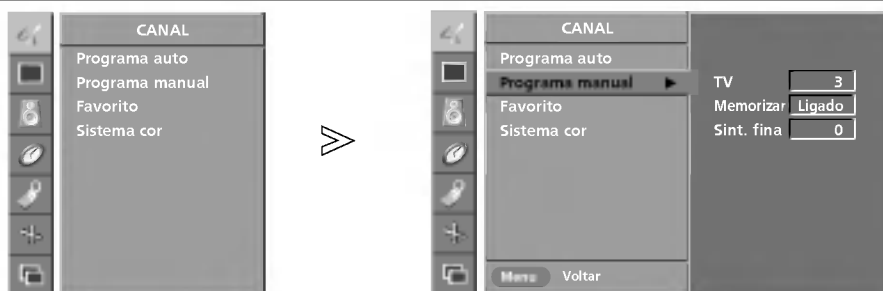 CANAL
Programa auto
Programa manual
Favorito
Sistema cor
CANAL
Programa auto
Programa manual
Favorito
Sistema cor
TV 3
Memorizar Ligado
Sint. fina 0
Menu Voltar